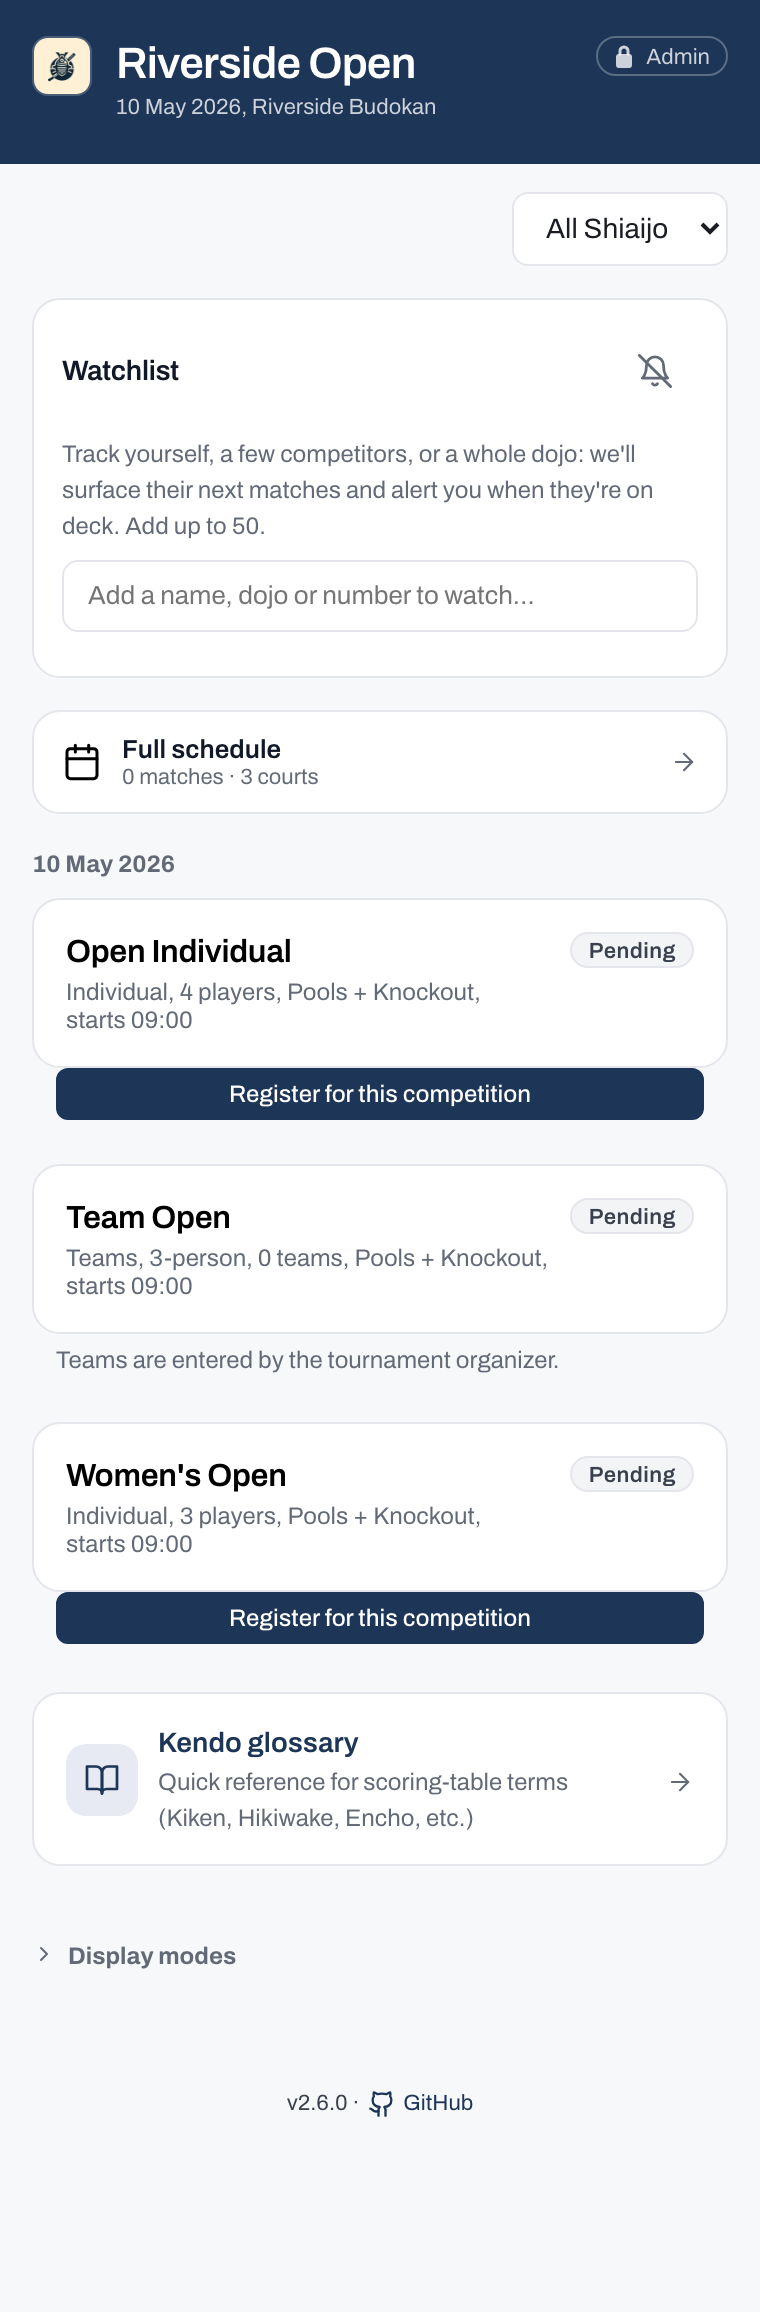 Riverside Open
Admin
10 May 2026, Riverside Budokan
All Shiaijo
Watchlist
Track yourself, a few competitors, or a whole dojo: we'll
surface their next matches and alert you when they're on
deck. Add up to 50.
Add a name, dojo or number to watch...
Full schedule
0 matches · 3 courts
10 May 2026
Open Individual
Pending
Individual, 4 players, Pools + Knockout,
starts 09:00
Register for this competition
Team Open
Pending
Teams, 3-person, 0 teams, Pools + Knockout,
starts 09:00
Teams are entered by the tournament organizer.
Women's Open
Pending
Individual, 3 players, Pools + Knockout,
starts 09:00
Register for this competition
Kendo glossary
Quick reference for scoring-table terms
(Kiken, Hikiwake, Encho, etc.)
Display modes
v2.6.0 · GitHub